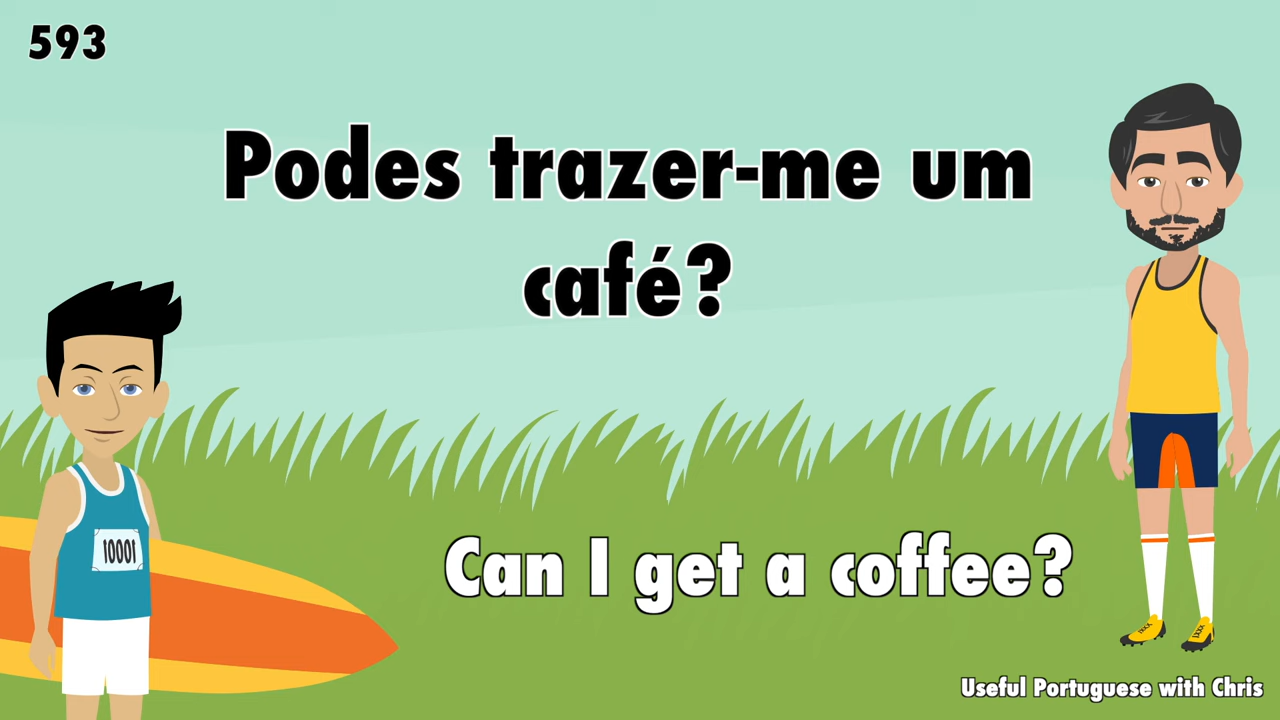 593
Podes trazer-me um
café?
10001
Can I get a coffee?
Useful Portuguese with Chris